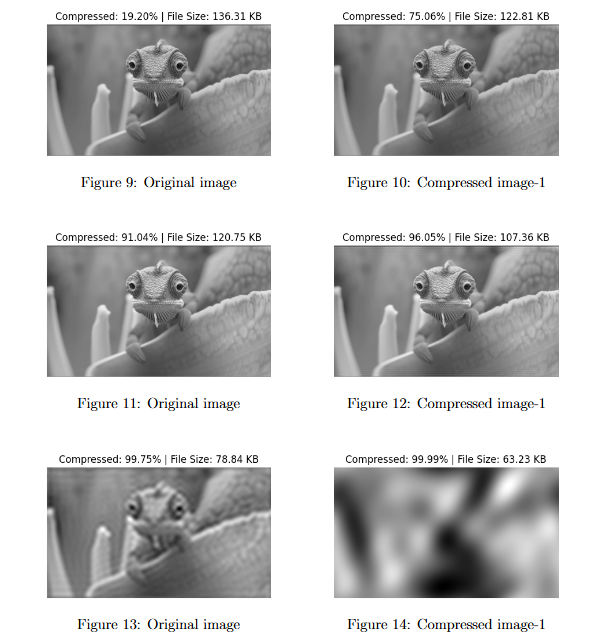 Compressed: 19.20% | File Size: 136.31 KB
Compressed: 75.06% | File Size: 122.81 KB
Figure 9: Original image
Figure 10: Compressed image-1
Compressed: 91.04% | File Size: 120.75 KB
Compressed: 96.05% | File Size: 107.36 KB
Figure 11: Original image
Figure 12: Compressed image-1
Compressed: 99.75% | File Size: 78.84 KB
Compressed: 99.99% | File Size: 63.23 KB
Figure 13: Original image
Figure 14: Compressed image-1